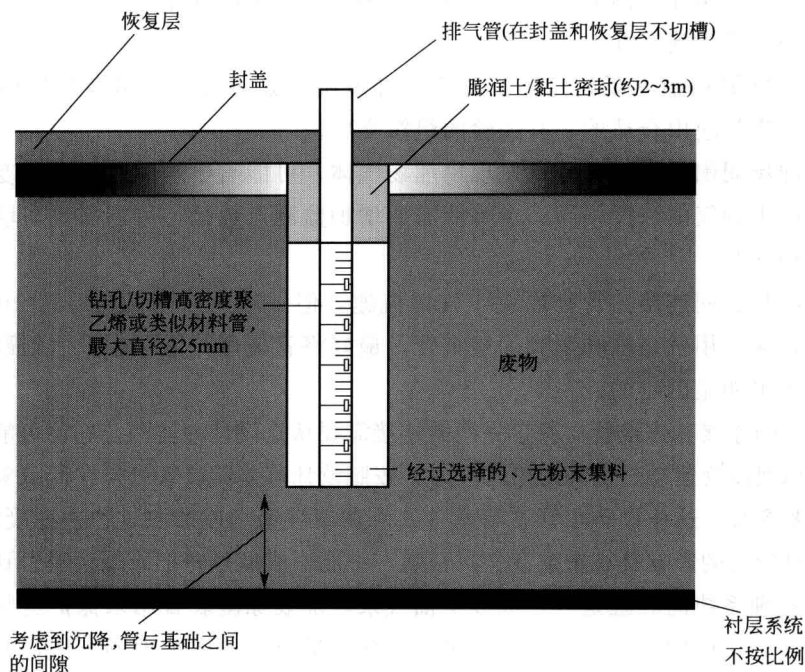 恢复层
排气管(在封盖和恢复层不切槽)
封盖
膨润土/黏土密封(约2~3m)
钻孔/切槽高密度聚
乙烯或类似材料管，
最大直径225mm
废物
经过选择的、无粉末集料
考虑到沉降,管与基础之间
的间隙
衬层系统
不按比例